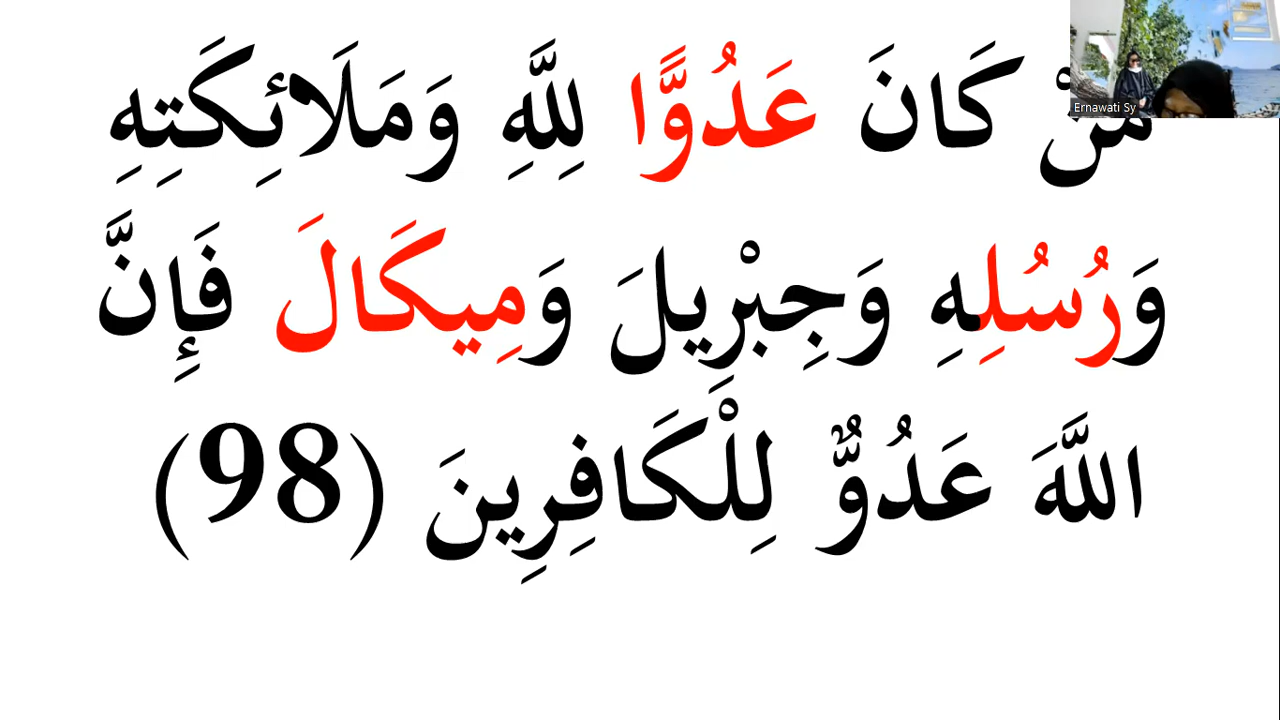 مَنْ كَانَ عَدُوًّا لِلَّهِ وَمَلَائِكَتِهِ
وَرُسُلِهِ وَجِبْرِيلَ وَمِيكَالَ فَإِنَّ
اللَّهَ عَدُوٌّ لِلْكَافِرِينَ (98)
Ernawati Sy